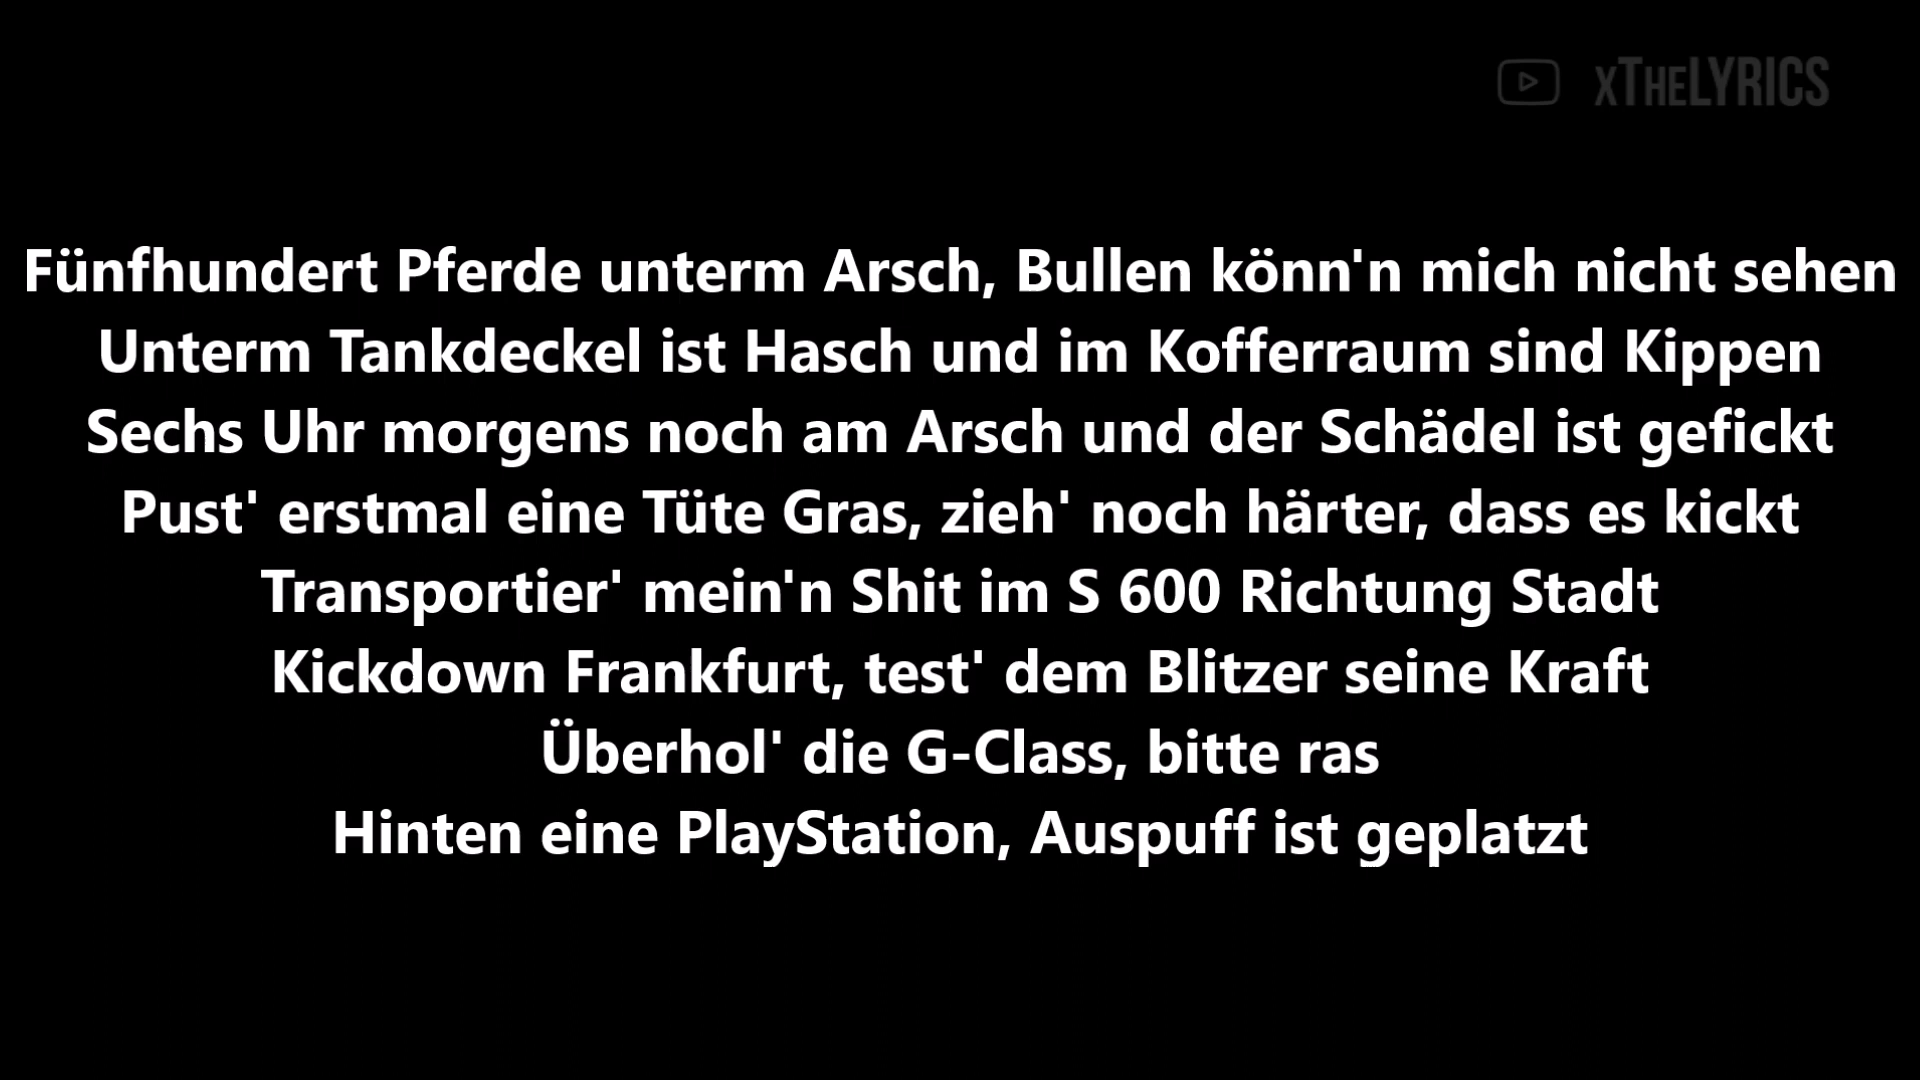 xTheLYRICS
Fünfhundert Pferde unterm Arsch, Bullen könn'n mich nicht sehen
Unterm Tankdeckel ist Hasch und im Kofferraum sind Kippen
Sechs Uhr morgens noch am Arsch und der Schädel ist gefickt
Pust' erstmal eine Tüte Gras, zieh' noch härter, dass es kickt
Transportier' mein'n Shit im S 600 Richtung Stadt
Kickdown Frankfurt, test' dem Blitzer seine Kraft
Überhol' die G-Class, bitte ras
Hinten eine PlayStation, Auspuff ist geplatzt